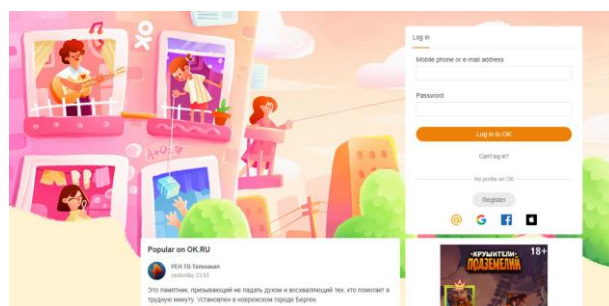 Log in
Mobile phone or e-mail address
Password
Log in to OK
Can't log in?
No profile on OK
Register
A+O=
Popular on OK.RU
РЕН ТВ Телеканал
yesterday 23:55
Это памятник, призывающий не падать духом и восхваляющий тех, кто помогает в
трудную минуту. Установлен в норвежском городе Берген.
КРУШИТЕЛИ
ПОДЗЕМЕЛИЙ
18+